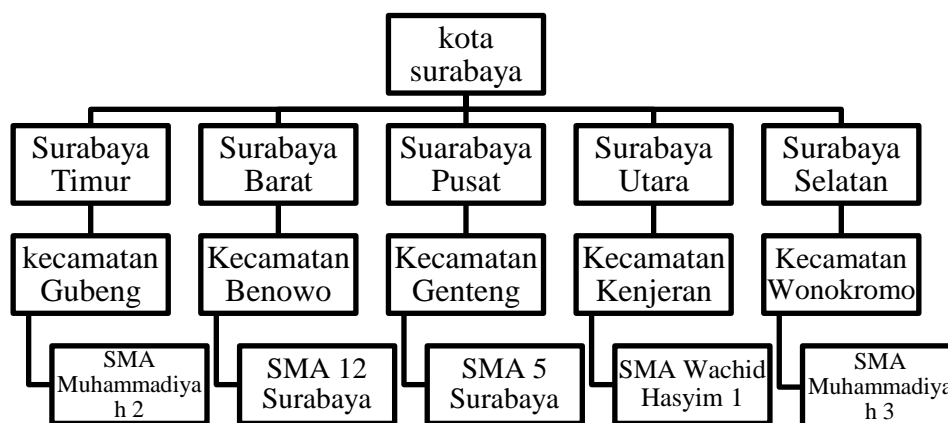 kota
surabaya
Surabaya
Timur
Surabaya
Barat
Suarabaya
Pusat
Surabaya
Utara
Surabaya
Selatan
kecamatan
Gubeng
Kecamatan
Benowo
Kecamatan
Genteng
Kecamatan
Kenjeran
Kecamatan
Wonokromo
SMA
Muhammadiya
h 2
SMA 12
Surabaya
SMA 5
Surabaya
SMA Wachid
Hasyim 1
SMA
Muhammadiya
h 3